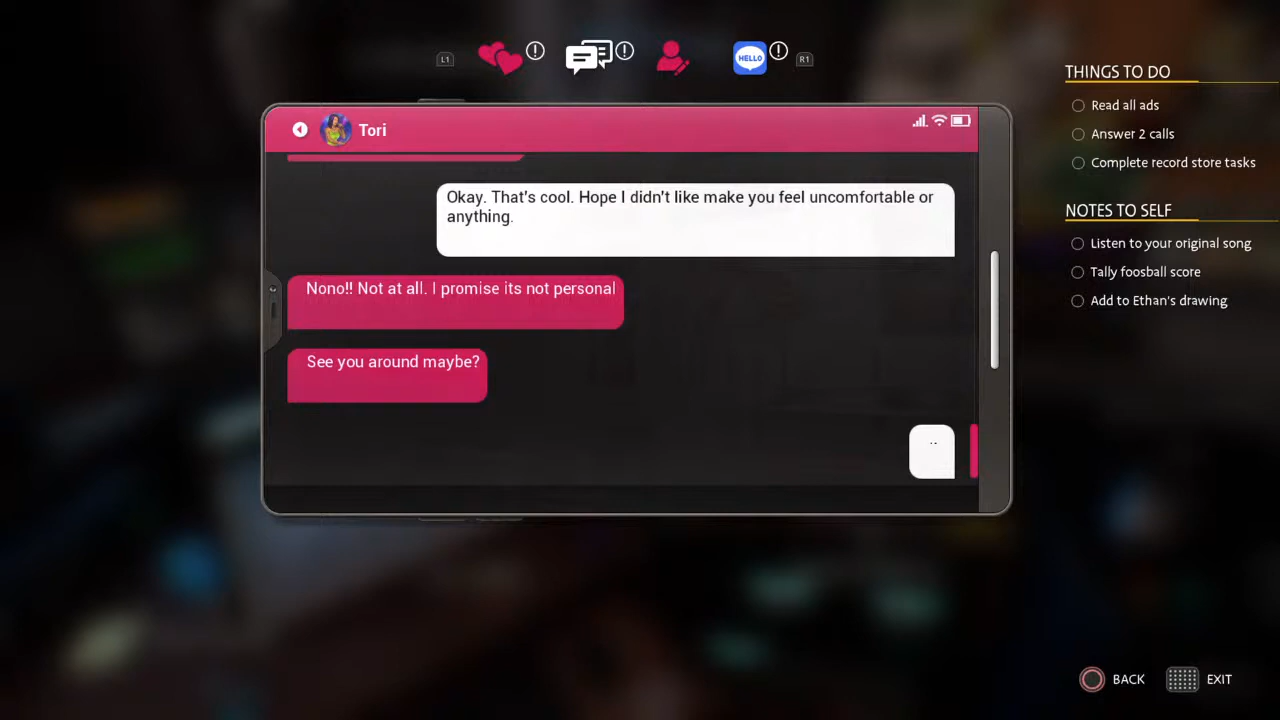 L1
HELLO
R1
Tori
Okay. That's cool. Hope I didn't like make you feel uncomfortable or
anything.
Nono!! Not at all. I promise its not personal
See you around maybe?
..
THINGS TO DO
Read all ads
Answer 2 calls
Complete record store tasks
NOTES TO SELF
Listen to your original song
Tally foosball score
Add to Ethan's drawing
BACK
EXIT